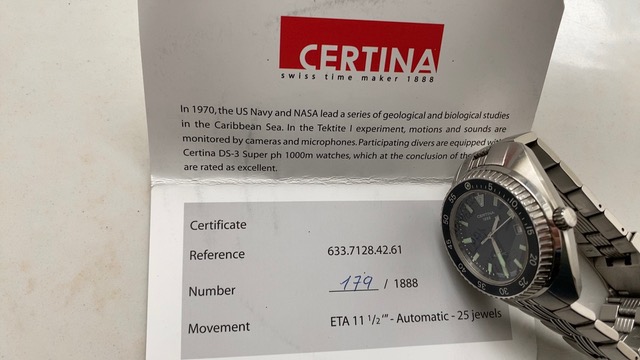 CERTINA
swiss time maker 1888
In 1970, the US Navy and NASA lead a series of geological and biological studies
in the Caribbean Sea. In the Tektite I experiment, motions and sounds are
monitored by cameras and microphones. Participating divers are equipped
Certina DS-3 Super ph 1000m watches, which at the conclusion of the
are rated as excellent.
Certificate
Reference 633.7128.42.61
Number 179 / 1888
Movement ETA 11 1/2''' - Automatic - 25 jewels
CERTINA